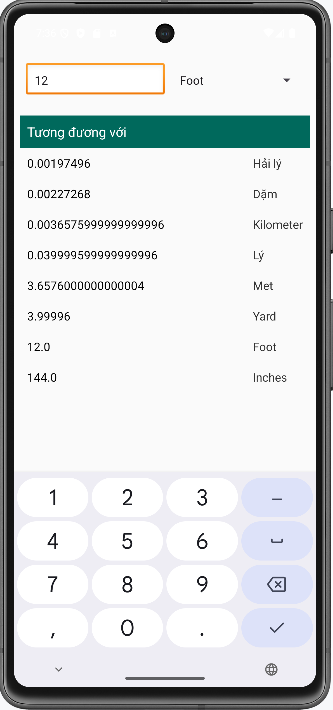 12 Foot
Tương đương với
0.00197496 Hải lý
0.00227268 Dặm
0.0036575999999999996 Kilometer
0.039999599999999996 Lý
3.6576000000000004 Met
3.99996 Yard
12.0 Foot
144.0 Inches
1 2 3 –
4 5 6
7 8 9
, 0 .